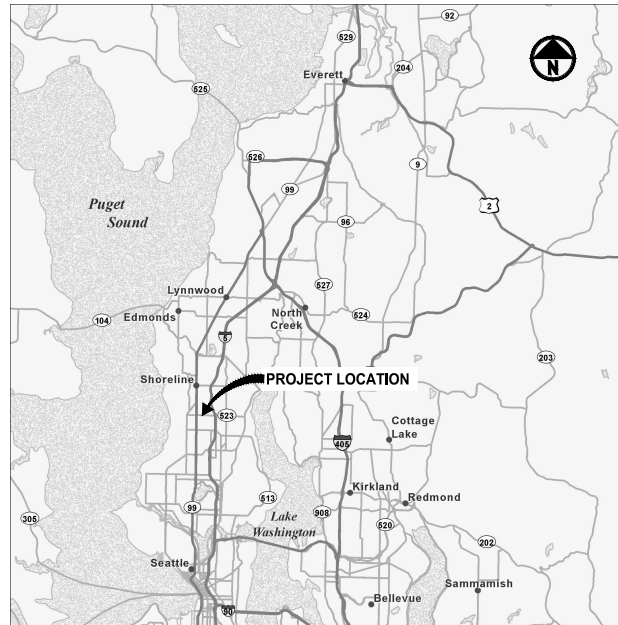 92
529
Everett
204
N
525
526
9
99
Puget
Sound
96
2
527
Lynnwood
Edmonds
104
North
Creek
524
5
203
Shoreline
PROJECT LOCATION
523
Cottage
Lake
405
Kirkland
Redmond
513
99
908
Lake
Washington
305
520
202
Seattle
Sammamish
90
Bellevue